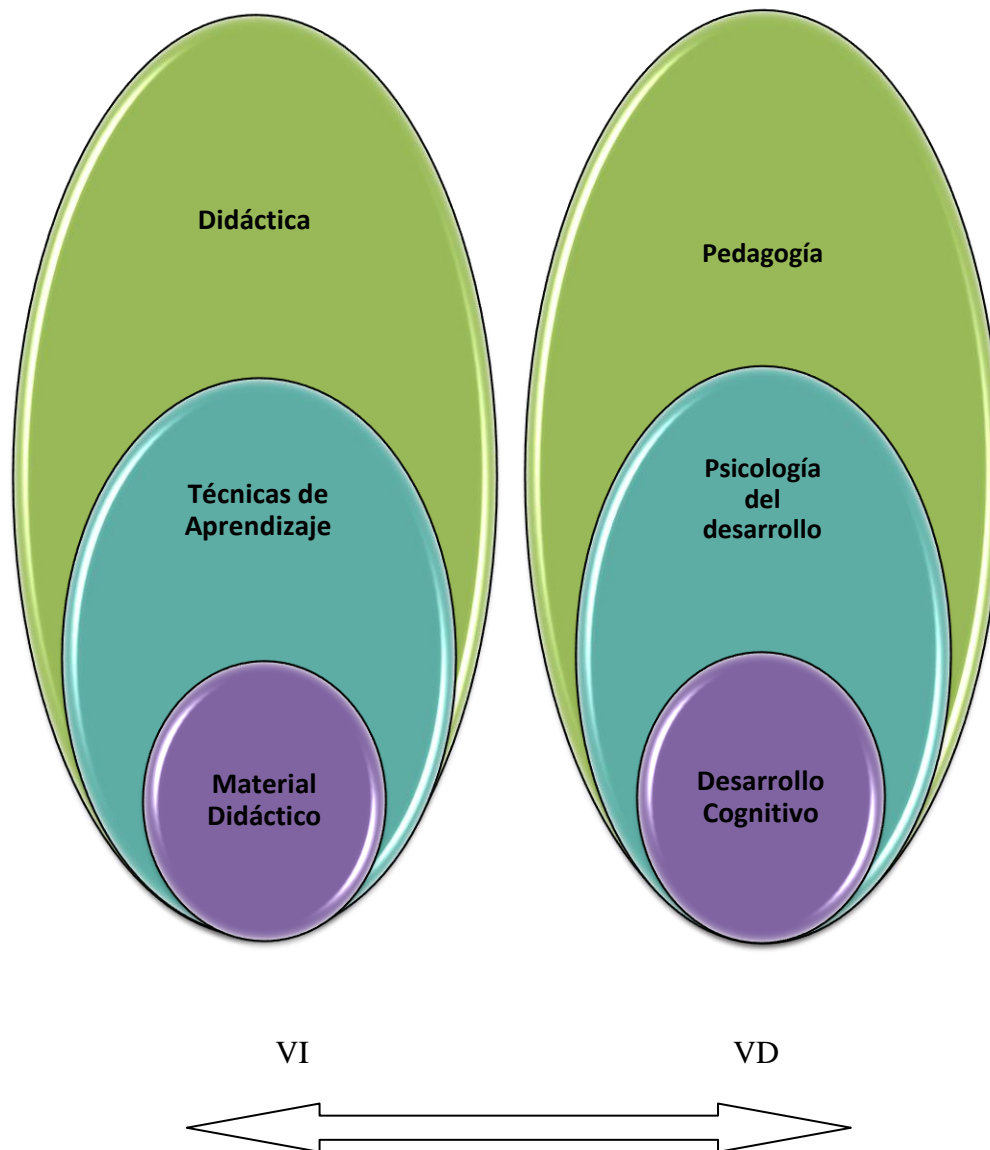 Didáctica
Técnicas de
Aprendizaje
Material
Didáctico
Pedagogía
Psicología
del
desarrollo
Desarrollo
Cognitivo
VI
VD